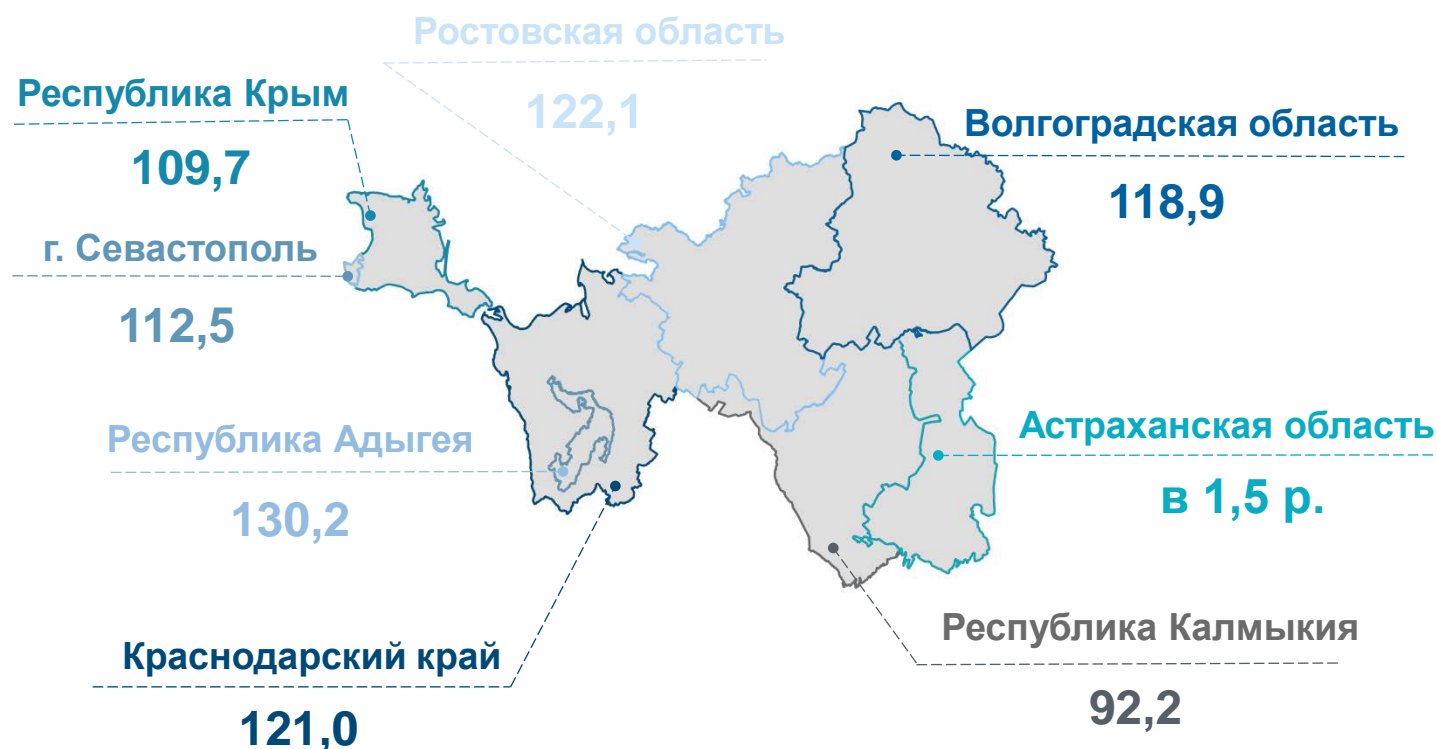 Ростовская область
122,1
Республика Крым
109,7
Волгоградская область
118,9
г. Севастополь
112,5
Республика Адыгея
130,2
Астраханская область
в 1,5 р.
Республика Калмыкия
92,2
Краснодарский край
121,0